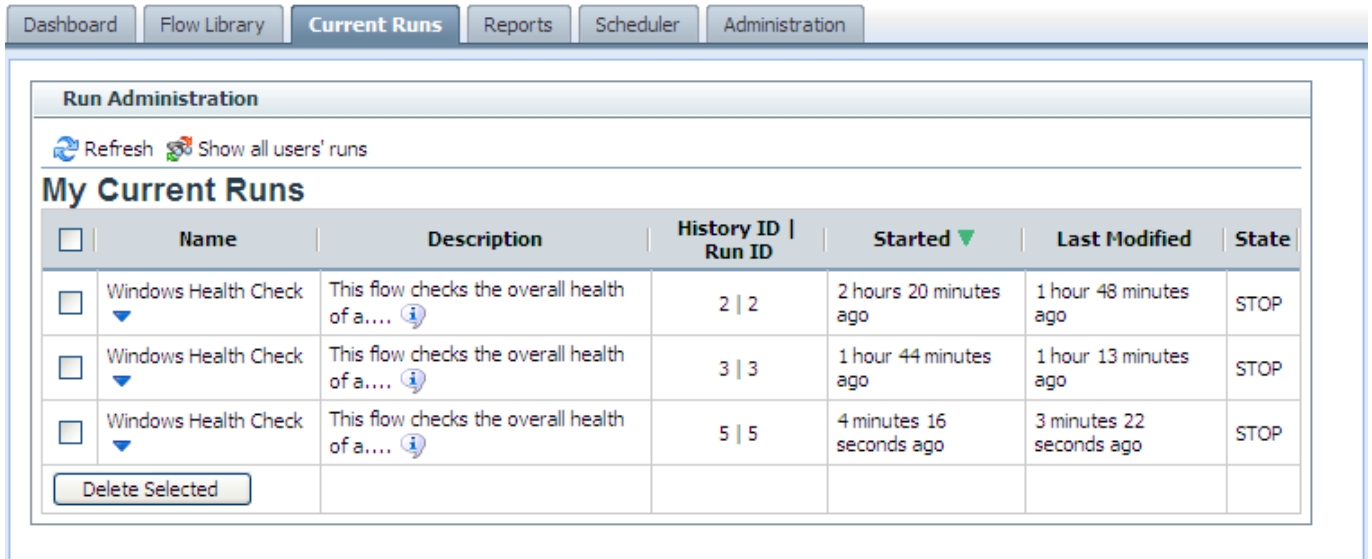 Dashboard Flow Library Current Runs Reports Scheduler Administration
Run Administration
Refresh Show all users' runs
My Current Runs
Name Description History ID | Run ID Started Last Modified State
Windows Health Check This flow checks the overall health of a.... 2 | 2 2 hours 20 minutes ago 1 hour 48 minutes ago STOP
Windows Health Check This flow checks the overall health of a.... 3 | 3 1 hour 44 minutes ago 1 hour 13 minutes ago STOP
Windows Health Check This flow checks the overall health of a.... 5 | 5 4 minutes 16 seconds ago 3 minutes 22 seconds ago STOP
Delete Selected